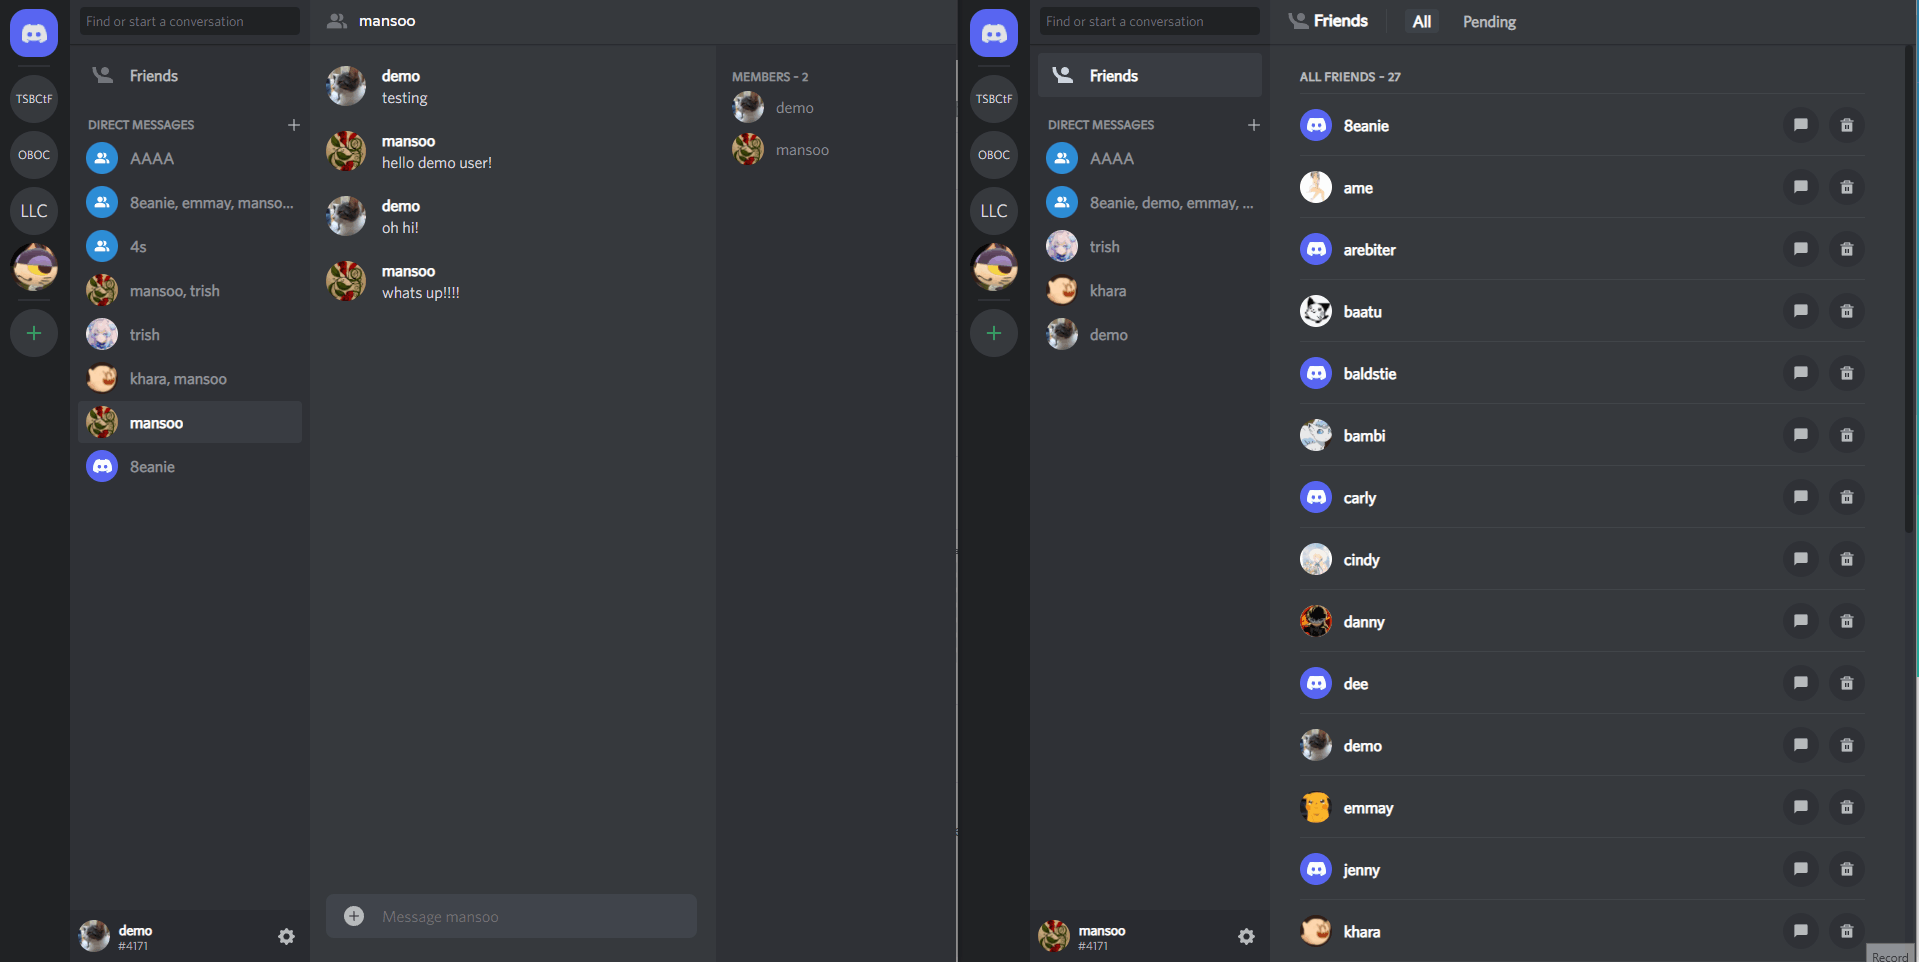 Find or start a conversation
TSBCtF
OBOC
LLC
Friends
DIRECT MESSAGES
AAAA
8eanie, emmay, manso...
4s
mansoo, trish
trish
khara, mansoo
mansoo
8eanie
demo
#4171
mansoo
demo
testing
mansoo
hello demo user!
demo
oh hi!
mansoo
whats up!!!!
Message mansoo
MEMBERS – 2
demo
mansoo
Find or start a conversation
TSBCtF
OBOC
LLC
Friends
DIRECT MESSAGES
AAAA
8eanie, demo, emmay, ...
trish
khara
demo
mansoo
#4171
Friends All Pending
ALL FRIENDS – 27
8eanie
ame
arebiter
baatu
baldstie
bambi
carly
cindy
danny
dee
demo
emmay
jenny
khara
Record